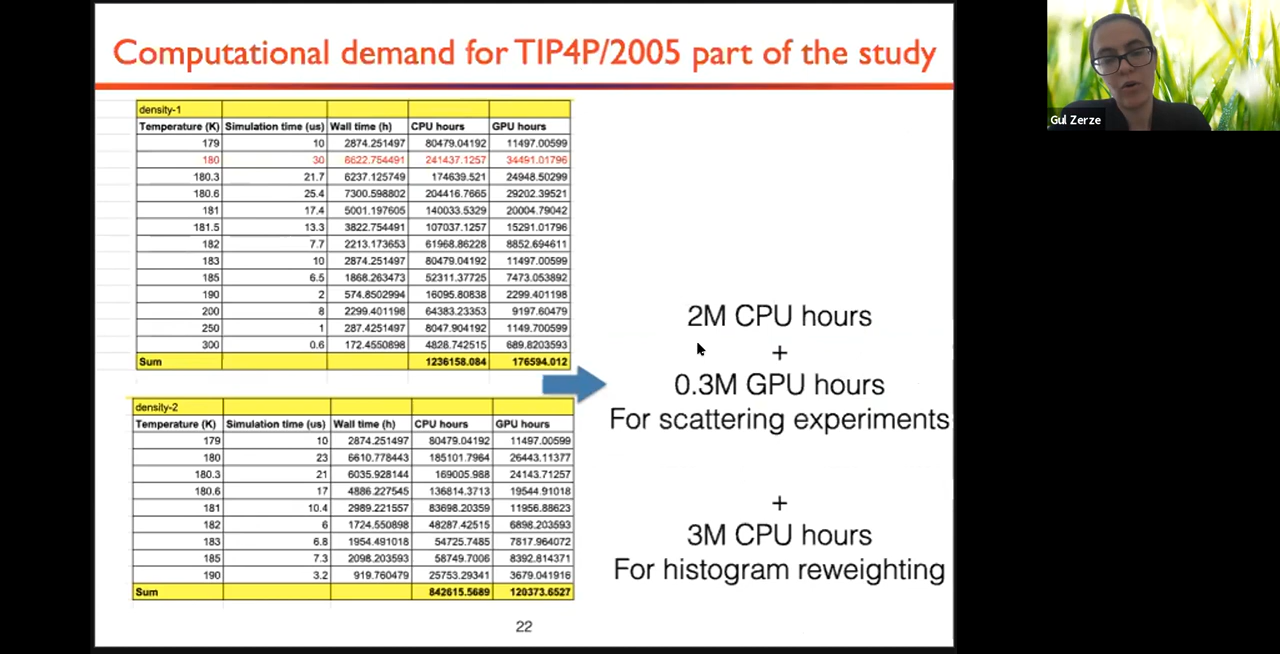 Computational demand for TIP4P/2005 part of the study
density-1
Temperature (K) Simulation time (us) Wall time (h) CPU hours GPU hours
179 10 2874.251497 80479.04192 11497.00599
180 30 8622.754491 241437.1257 34491.01796
180.3 21.7 6237.125749 174639.521 24948.50299
180.6 25.4 7300.598802 204416.7665 29202.39521
181 17.4 5001.197605 140033.5329 20004.79042
181.5 13.3 3822.754491 107037.1257 15291.01796
182 7.7 2213.173653 61968.86228 8852.694611
183 10 2874.251497 80479.04192 11497.00599
185 6.5 1868.263473 52311.37725 7473.053892
190 2 574.8502994 16095.80838 2299.401198
200 8 2299.401198 64383.23353 9197.60479
250 1 287.4251497 8047.904192 1149.700599
300 0.6 172.4550898 4828.742515 689.8203593
Sum 1236158.084 176594.012
density-2
Temperature (K) Simulation time (us) Wall time (h) CPU hours GPU hours
179 10 2874.251497 80479.04192 11497.00599
180 23 6610.778443 185101.7964 26443.11377
180.3 21 6035.928144 169005.988 24143.71257
180.6 17 4886.227545 136814.3713 19544.91018
181 10.4 2989.221557 83698.20359 11956.88623
182 6 1724.550898 48287.42515 6898.203593
183 6.8 1954.491018 54725.7485 7817.964072
185 7.3 2098.203593 58749.7006 8392.814371
190 3.2 919.760479 25753.29341 3679.041916
Sum 842615.5689 120373.6527
2M CPU hours
+
0.3M GPU hours
For scattering experiments
+
3M CPU hours
For histogram reweighting
22
Gul Zerze